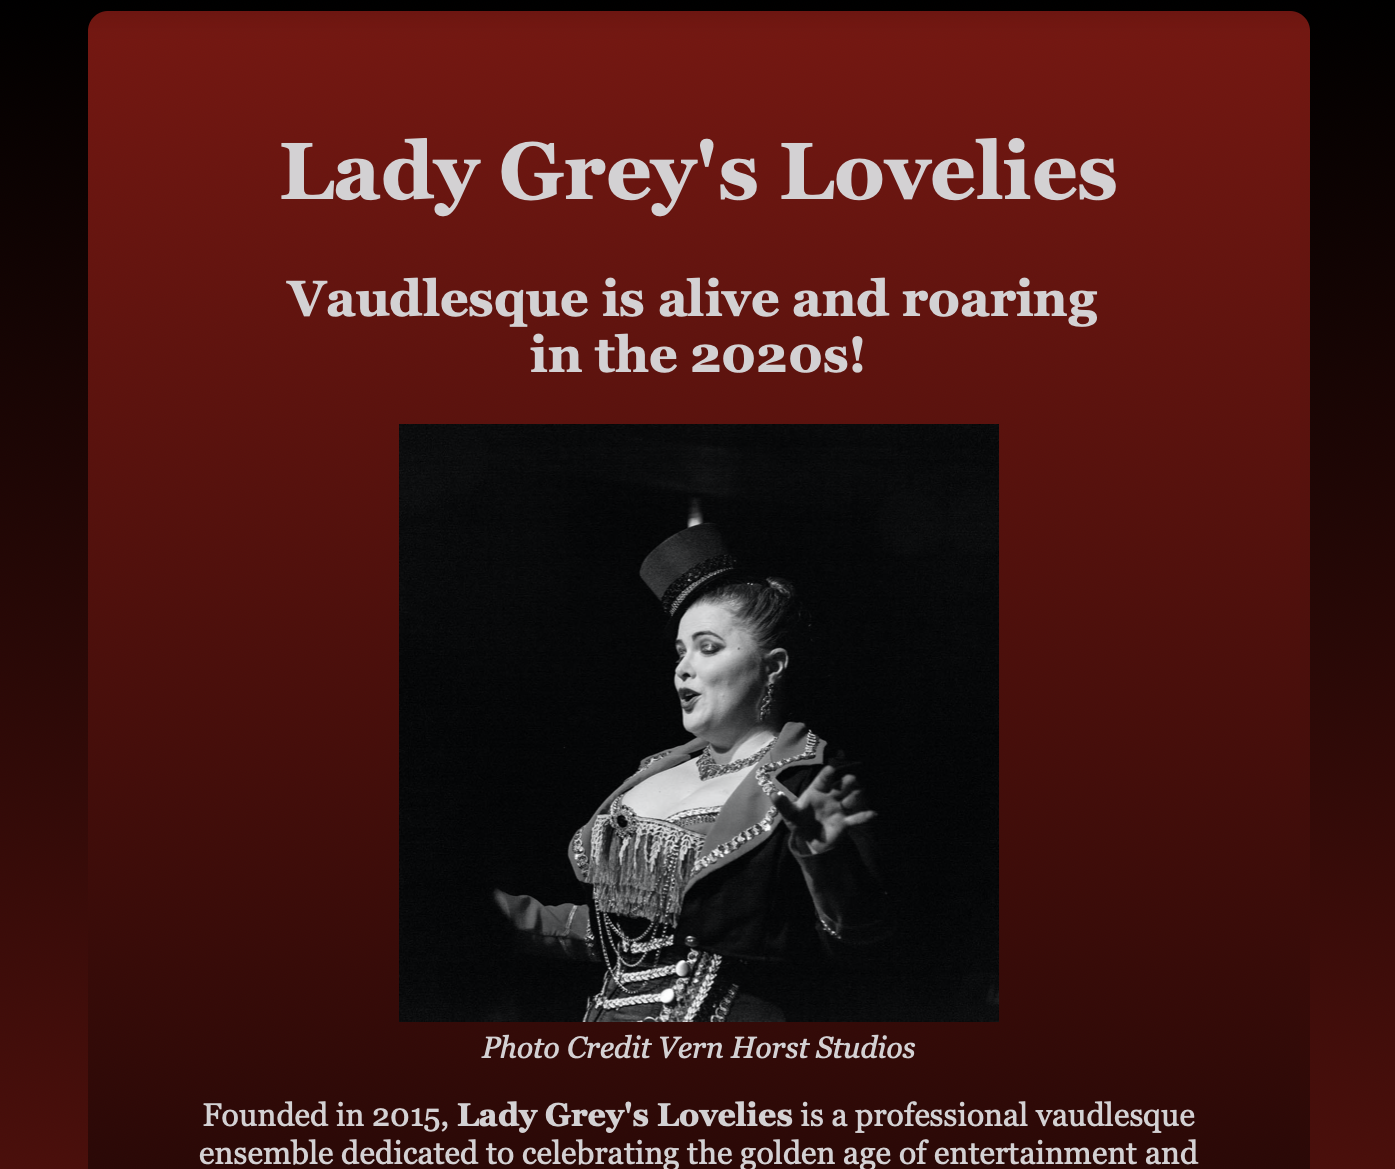 Lady Grey's Lovelies
Vaudlesque is alive and roaring
in the 2020s!
Photo Credit Vern Horst Studios
Founded in 2015, Lady Grey's Lovelies is a professional vaudlesque
ensemble dedicated to celebrating the golden age of entertainment and